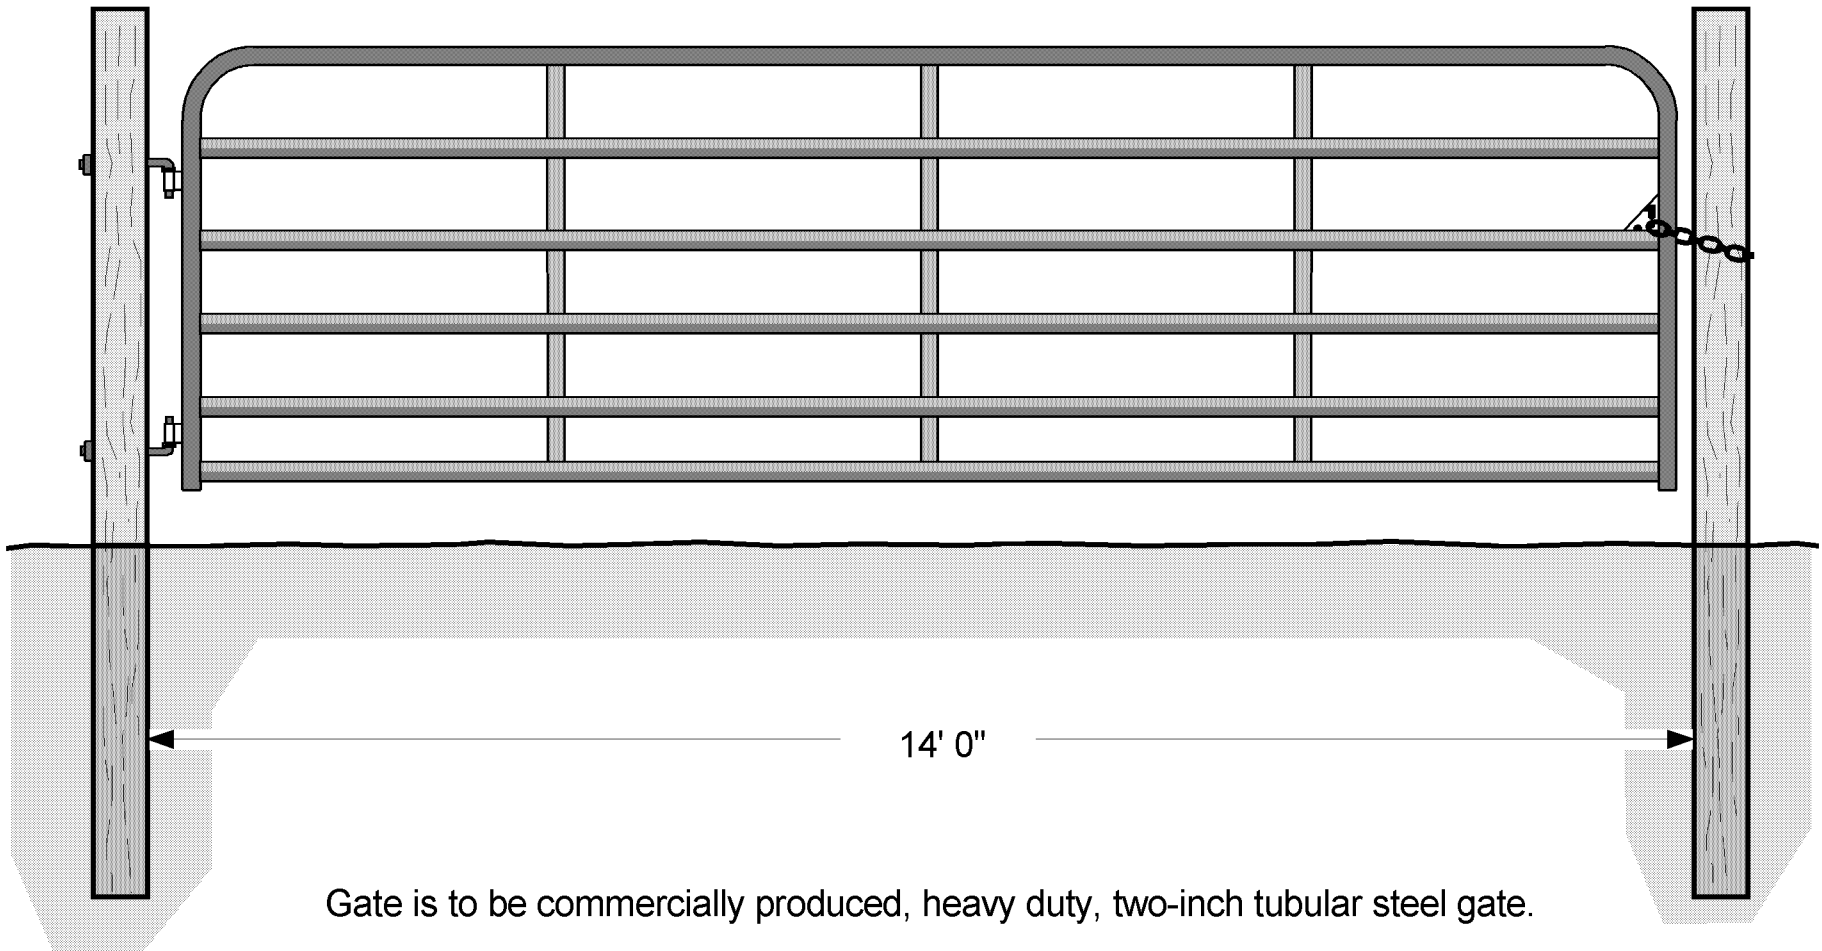 14' 0"
Gate is to be commercially produced, heavy duty, two-inch tubular steel gate.